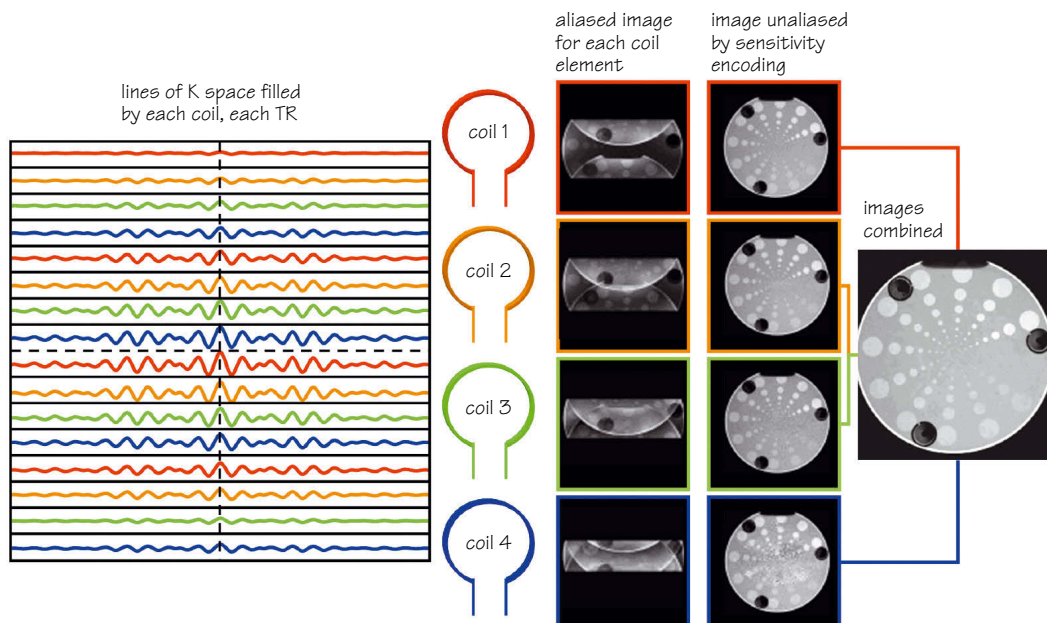 lines of K space filled
by each coil, each TR
aliased image
for each coil
element
image unaliased
by sensitivity
encoding
coil 1
coil 2
coil 3
coil 4
images
combined